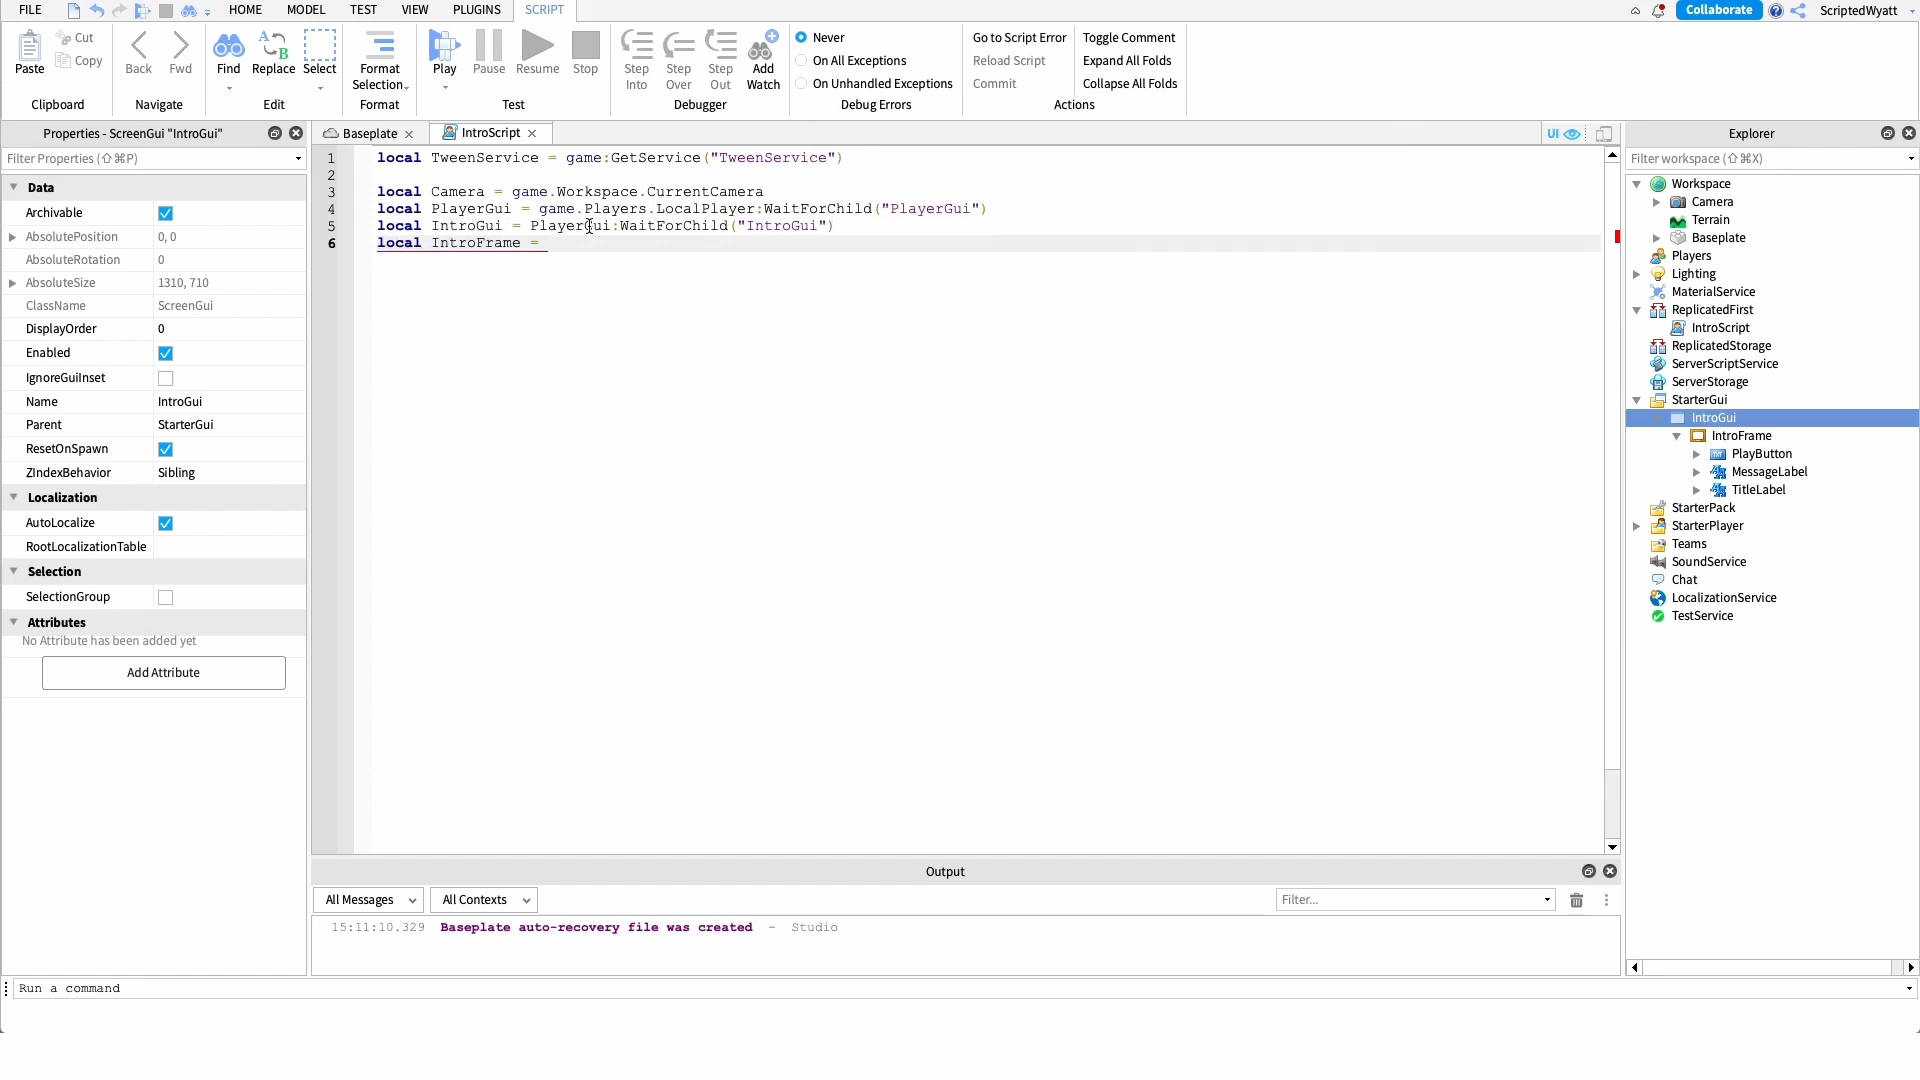 FILE HOME MODEL TEST VIEW PLUGINS SCRIPT Collaborate ScriptedWyatt
Paste Cut Copy Clipboard
Back Fwd Navigate
Find Replace Select Edit
Format Selection Format
Play Pause Resume Stop Test
Step Into Step Over Step Out Add Watch Debugger
Never
On All Exceptions
On Unhandled Exceptions
Debug Errors
Go to Script Error Toggle Comment
Reload Script Expand All Folds
Commit Collapse All Folds
Actions
Properties - ScreenGui "IntroGui"
Filter Properties (⇧⌘P)
Data
Archivable
AbsolutePosition 0, 0
AbsoluteRotation 0
AbsoluteSize 1310, 710
ClassName ScreenGui
DisplayOrder 0
Enabled
IgnoreGuiInset
Name IntroGui
Parent StarterGui
ResetOnSpawn
ZIndexBehavior Sibling
Localization
AutoLocalize
RootLocalizationTable
Selection
SelectionGroup
Attributes
No Attribute has been added yet
Add Attribute
Baseplate IntroScript UI
1 local TweenService = game:GetService("TweenService")
2
3 local Camera = game.Workspace.CurrentCamera
4 local PlayerGui = game.Players.LocalPlayer:WaitForChild("PlayerGui")
5 local IntroGui = PlayerGui:WaitForChild("IntroGui")
6 local IntroFrame =
Output
All Messages All Contexts Filter...
15:11:10.329 Baseplate auto-recovery file was created - Studio
Explorer
Filter workspace (⇧⌘X)
Workspace
Camera
Terrain
Baseplate
Players
Lighting
MaterialService
ReplicatedFirst
IntroScript
ReplicatedStorage
ServerScriptService
ServerStorage
StarterGui
IntroGui
IntroFrame
PlayButton
MessageLabel
TitleLabel
StarterPack
StarterPlayer
Teams
SoundService
Chat
LocalizationService
TestService
Run a command